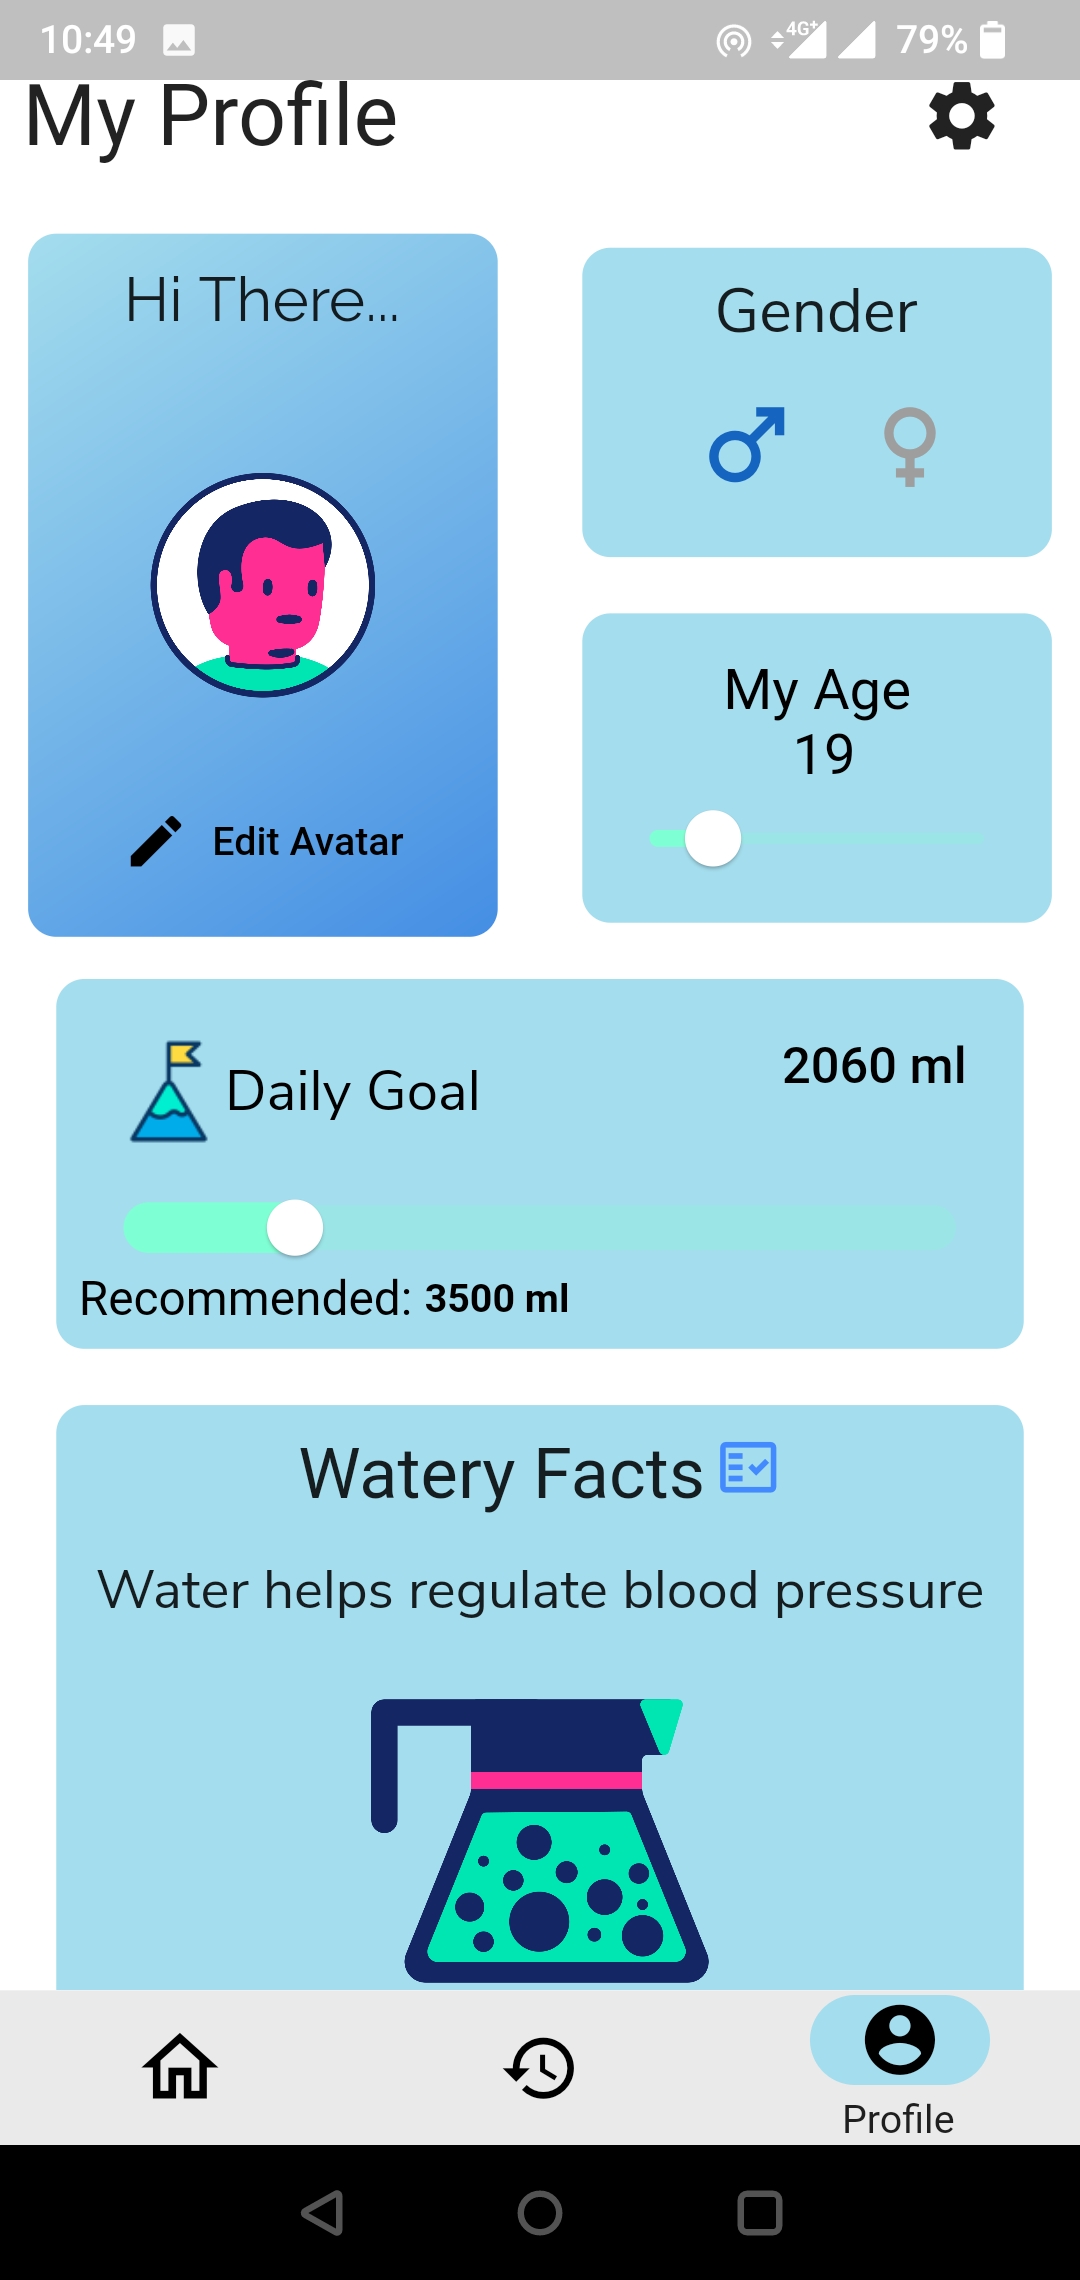 10:49 4G+ 79%
My Profile
Hi There...
Edit Avatar
Gender
My Age
19
Daily Goal
2060 ml
Recommended: 3500 ml
Watery Facts
Water helps regulate blood pressure
Profile